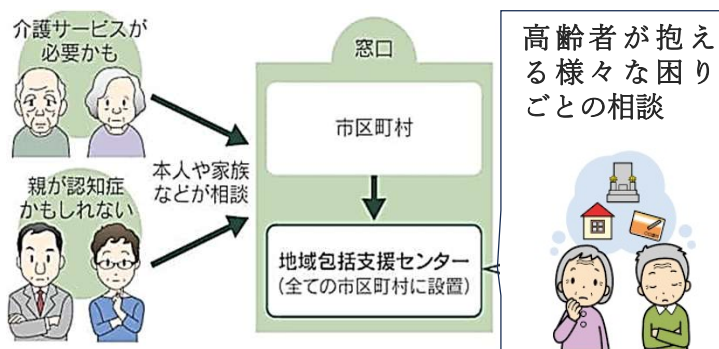 介護サービスが
必要かも
親が認知症
かもしれない
本人や家族
などが相談
窓口
市区町村
地域包括支援センター
(全ての市区町村に設置)
高齢者が抱え
る様々な困り
ごとの相談